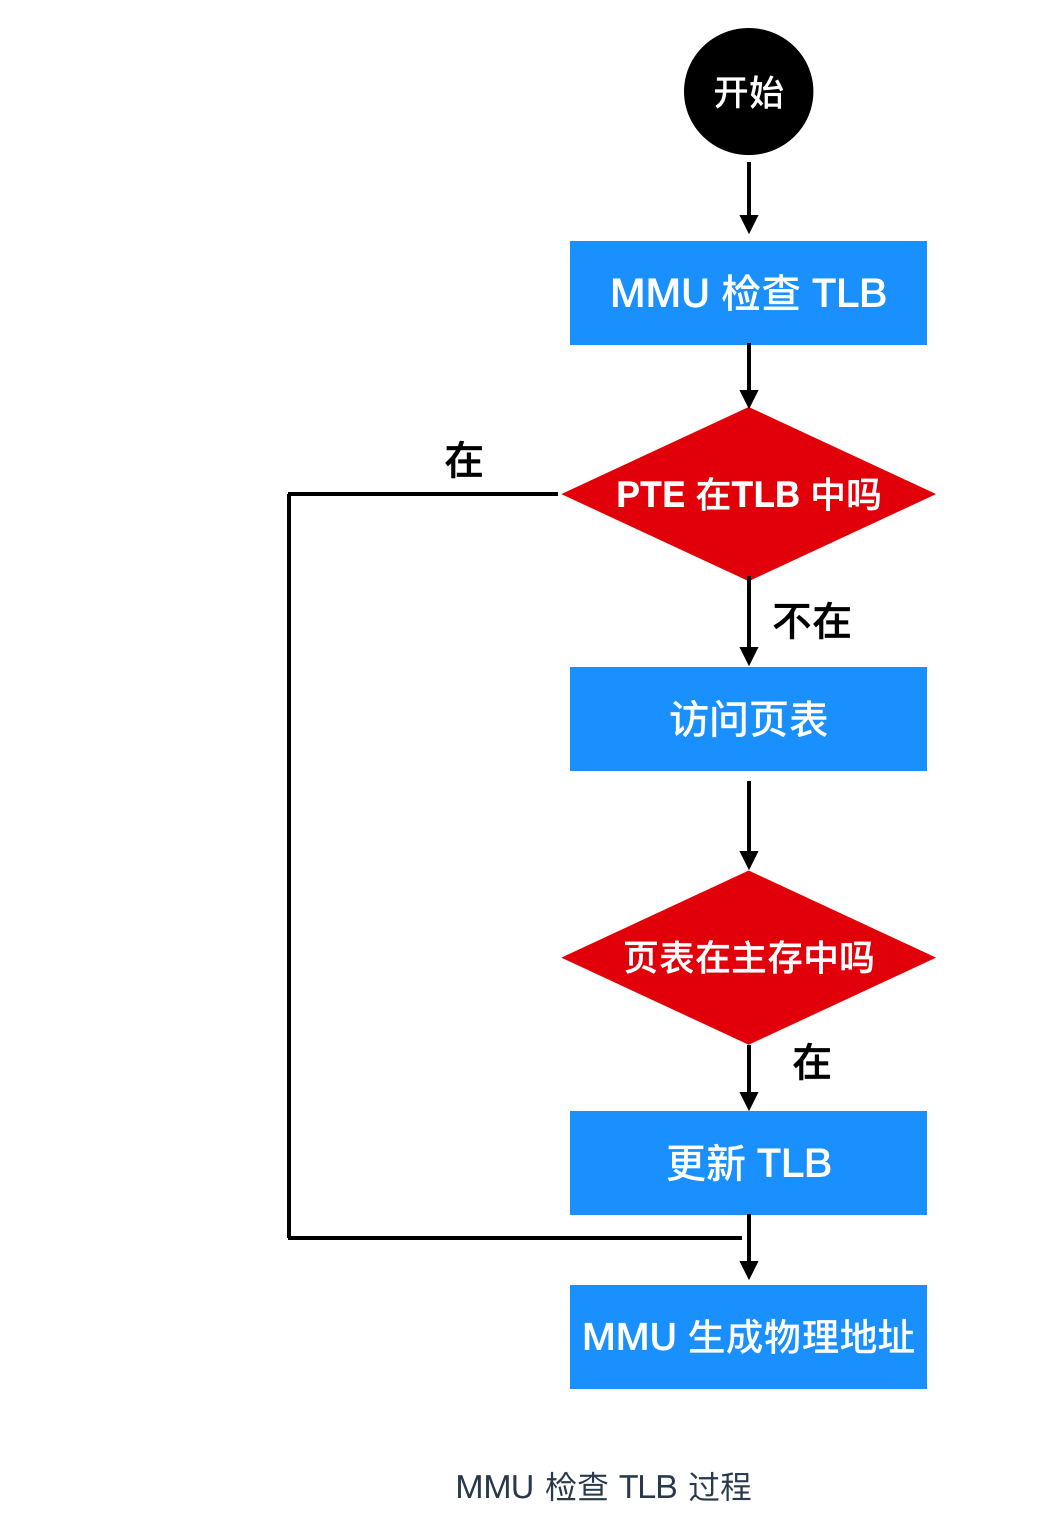 开始
MMU 检查 TLB
在
PTE 在TLB 中吗
不在
访问页表
页表在主存中吗
在
更新 TLB
MMU 生成物理地址
MMU 检查 TLB 过程